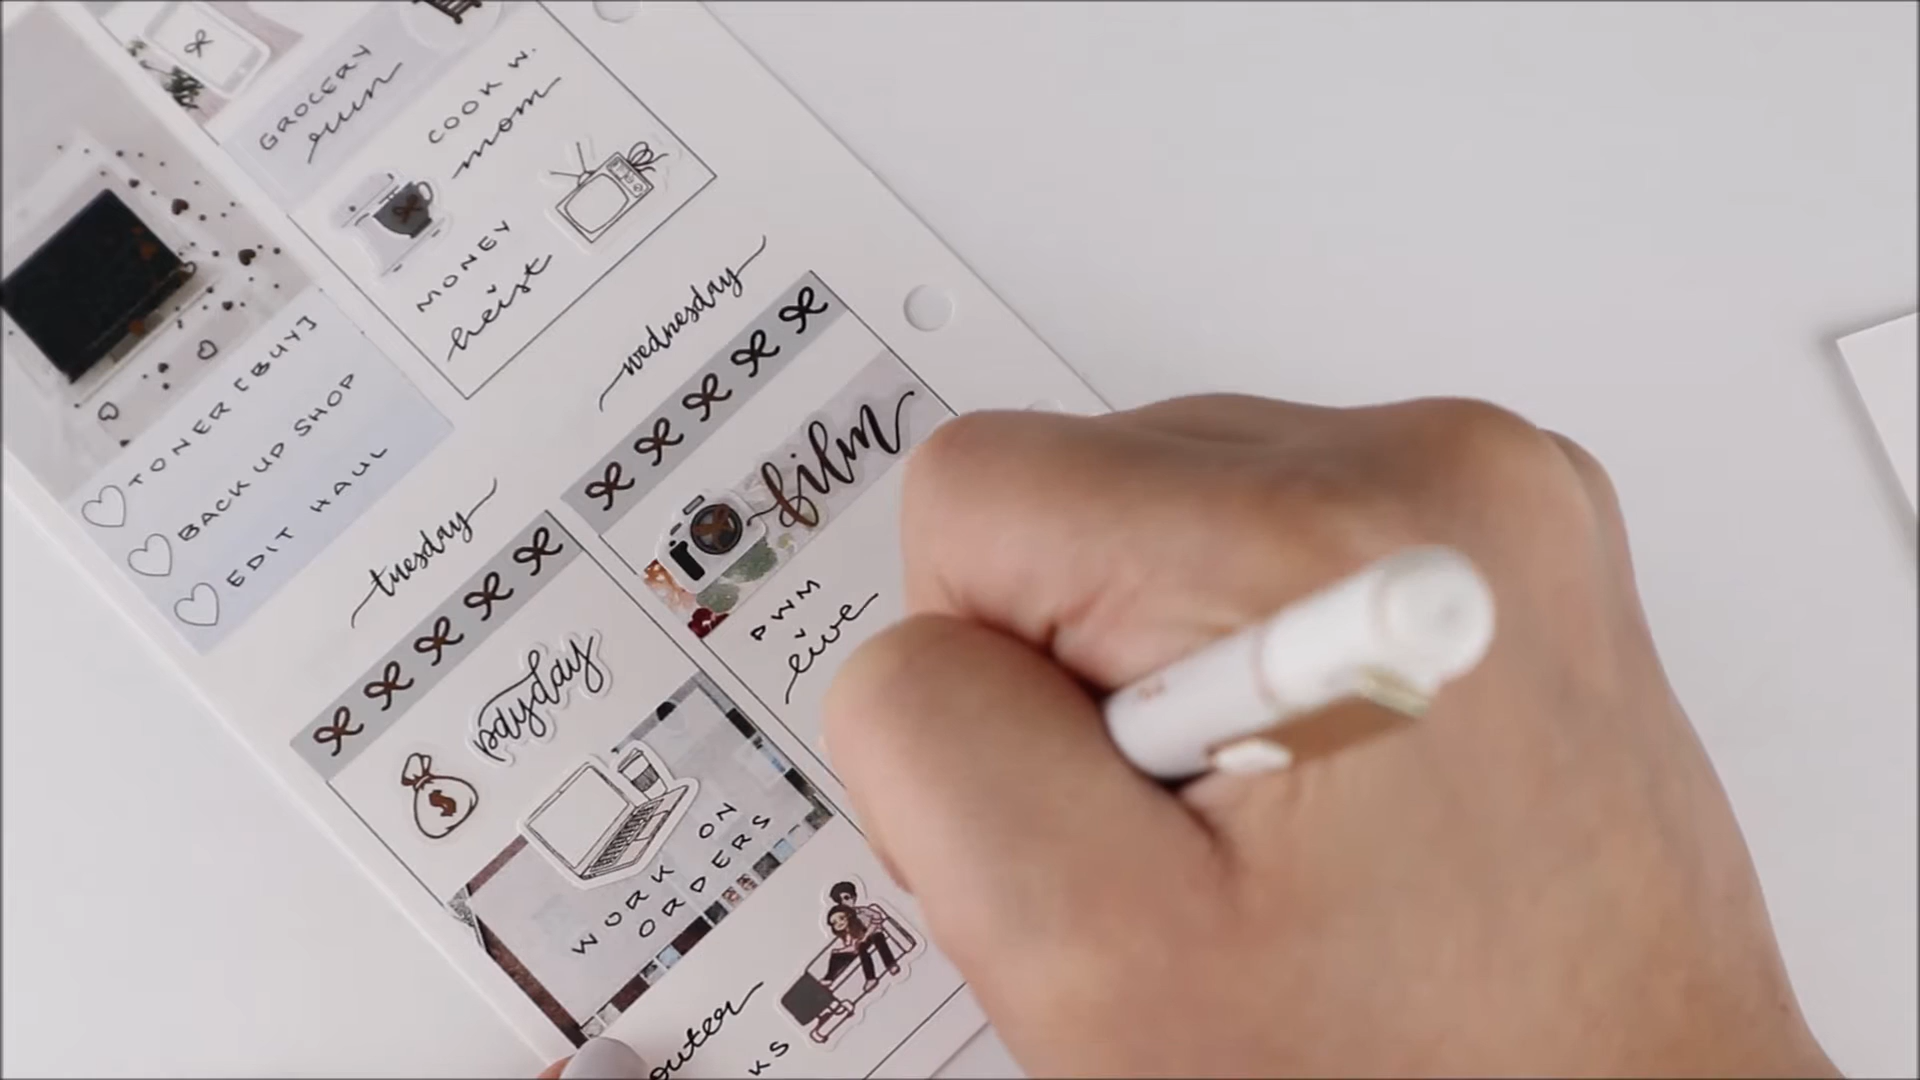 GROCERY
run
COOK W.
mom
MONEY
heist
TONER [BUY]
BACK UP SHOP
EDIT HAUL
tuesday
payday
$
WORK ON
ORDERS
wednesday
film
PWM
live